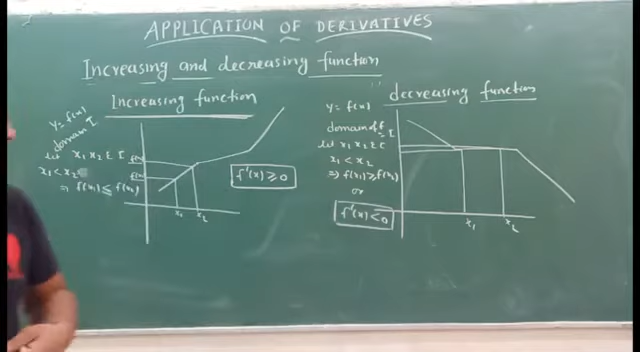 APPLICATION OF DERIVATIVES
Increasing and decreasing function
Increasing function
y = f(x)
domain I
let x₁ x₂ ∈ I
x₁ < x₂
⇒ f(x₁) ≤ f(x₂)
f'(x) ≥ 0
x₁ x₂
decreasing function
y = f(x)
domain of f = I
let x₁ x₂ ∈ I
x₁ < x₂
⇒ f(x₁) ≥ f(x₂)
or
f'(x) < 0
x₁ x₂